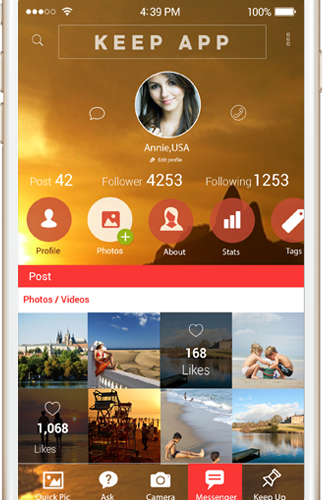 4:39 PM 100%
KEEP APP
Annie,USA
Edit profile
Post 42 Follower 4253 Following 1253
Profile Photos About Stats Tags
Post
Photos / Videos
168
Likes
1,068
Likes
Quick Pic Ask Camera Messenger Keep Up